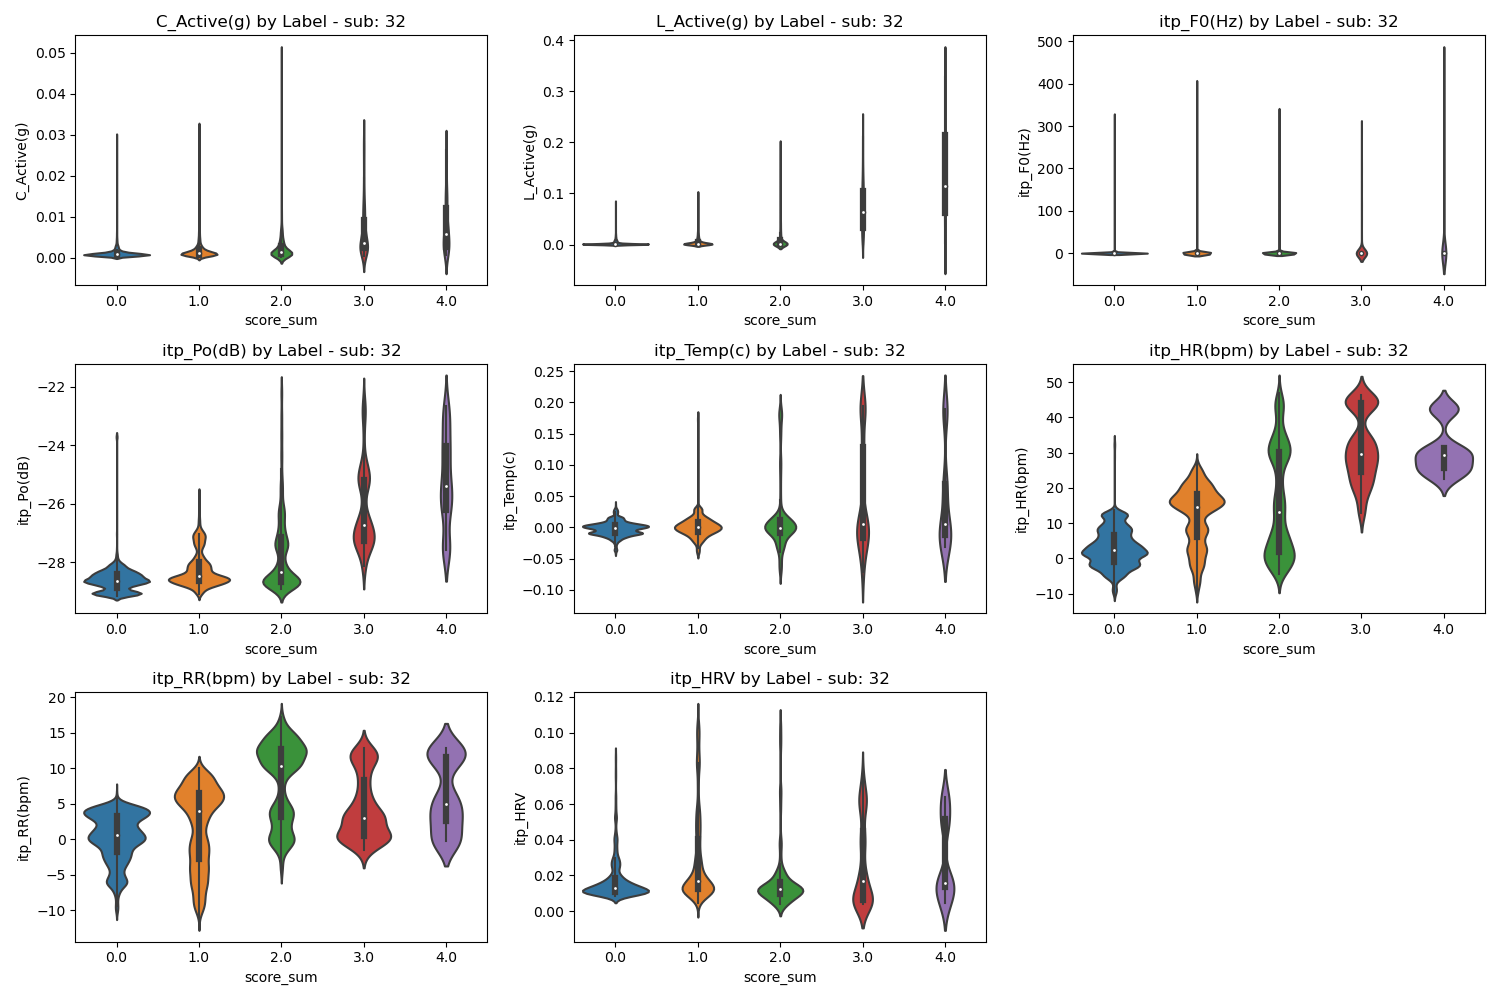 C_Active(g) by Label - sub: 32
L_Active(g) by Label - sub: 32
itp_F0(Hz) by Label - sub: 32
C_Active(g)
0.05
0.04
0.03
0.02
0.01
0.00
0.0 1.0 2.0 3.0 4.0
score_sum
L_Active(g)
0.4
0.3
0.2
0.1
0.0
0.0 1.0 2.0 3.0 4.0
score_sum
itp_F0(Hz)
500
400
300
200
100
0
0.0 1.0 2.0 3.0 4.0
score_sum
itp_Po(dB) by Label - sub: 32
itp_Temp(c) by Label - sub: 32
itp_HR(bpm) by Label - sub: 32
itp_Po(dB)
−22
−24
−26
−28
0.0 1.0 2.0 3.0 4.0
score_sum
itp_Temp(c)
0.25
0.20
0.15
0.10
0.05
0.00
−0.05
−0.10
0.0 1.0 2.0 3.0 4.0
score_sum
itp_HR(bpm)
50
40
30
20
10
0
−10
0.0 1.0 2.0 3.0 4.0
score_sum
itp_RR(bpm) by Label - sub: 32
itp_HRV by Label - sub: 32
itp_RR(bpm)
20
15
10
5
0
−5
−10
0.0 1.0 2.0 3.0 4.0
score_sum
itp_HRV
0.12
0.10
0.08
0.06
0.04
0.02
0.00
0.0 1.0 2.0 3.0 4.0
score_sum